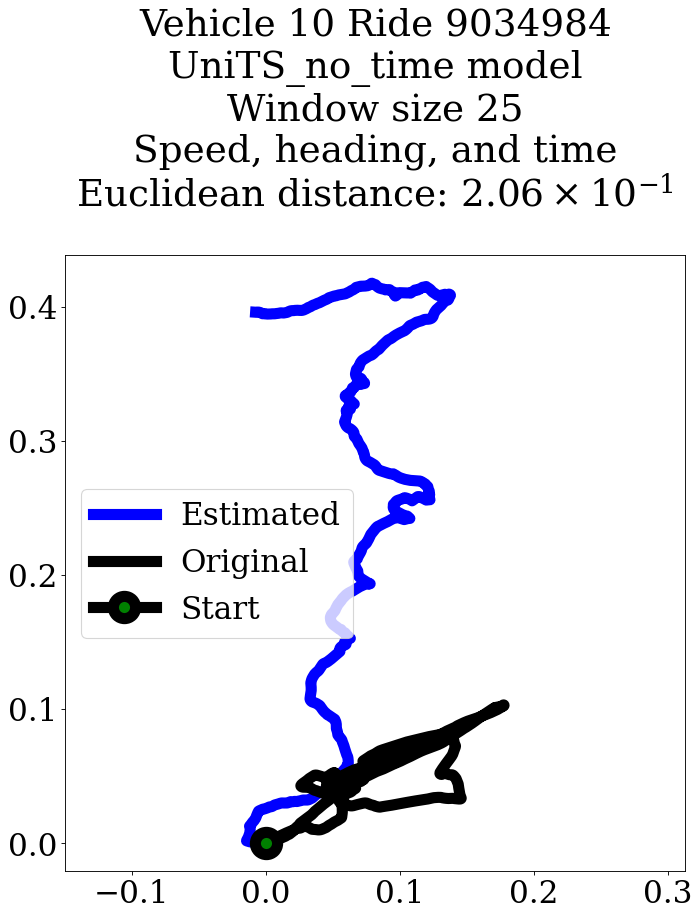 Vehicle 10 Ride 9034984
UniTS_no_time model
Window size 25
Speed, heading, and time
Euclidean distance: 2.06 × 10⁻¹
0.4
0.3
Estimated
Original
0.2
Start
0.1
0.0
−0.1 0.0 0.1 0.2 0.3